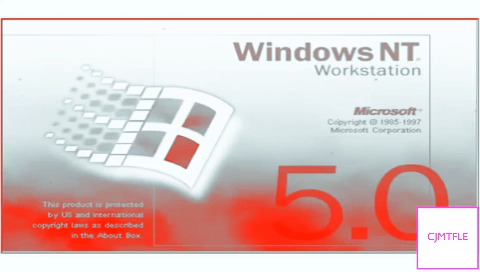 Windows NT
Workstation
Microsoft
Copyright © 1985-1997
Microsoft Corporation
5.0
This product is protected
by US and international
copyright laws as described
in the About Box.
CJMTFLE